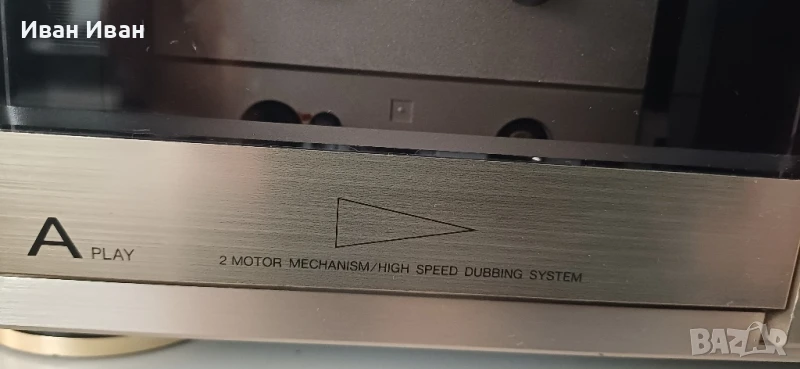 Иван Иван
A PLAY
2 MOTOR MECHANISM/HIGH SPEED DUBBING SYSTEM
BAZAR